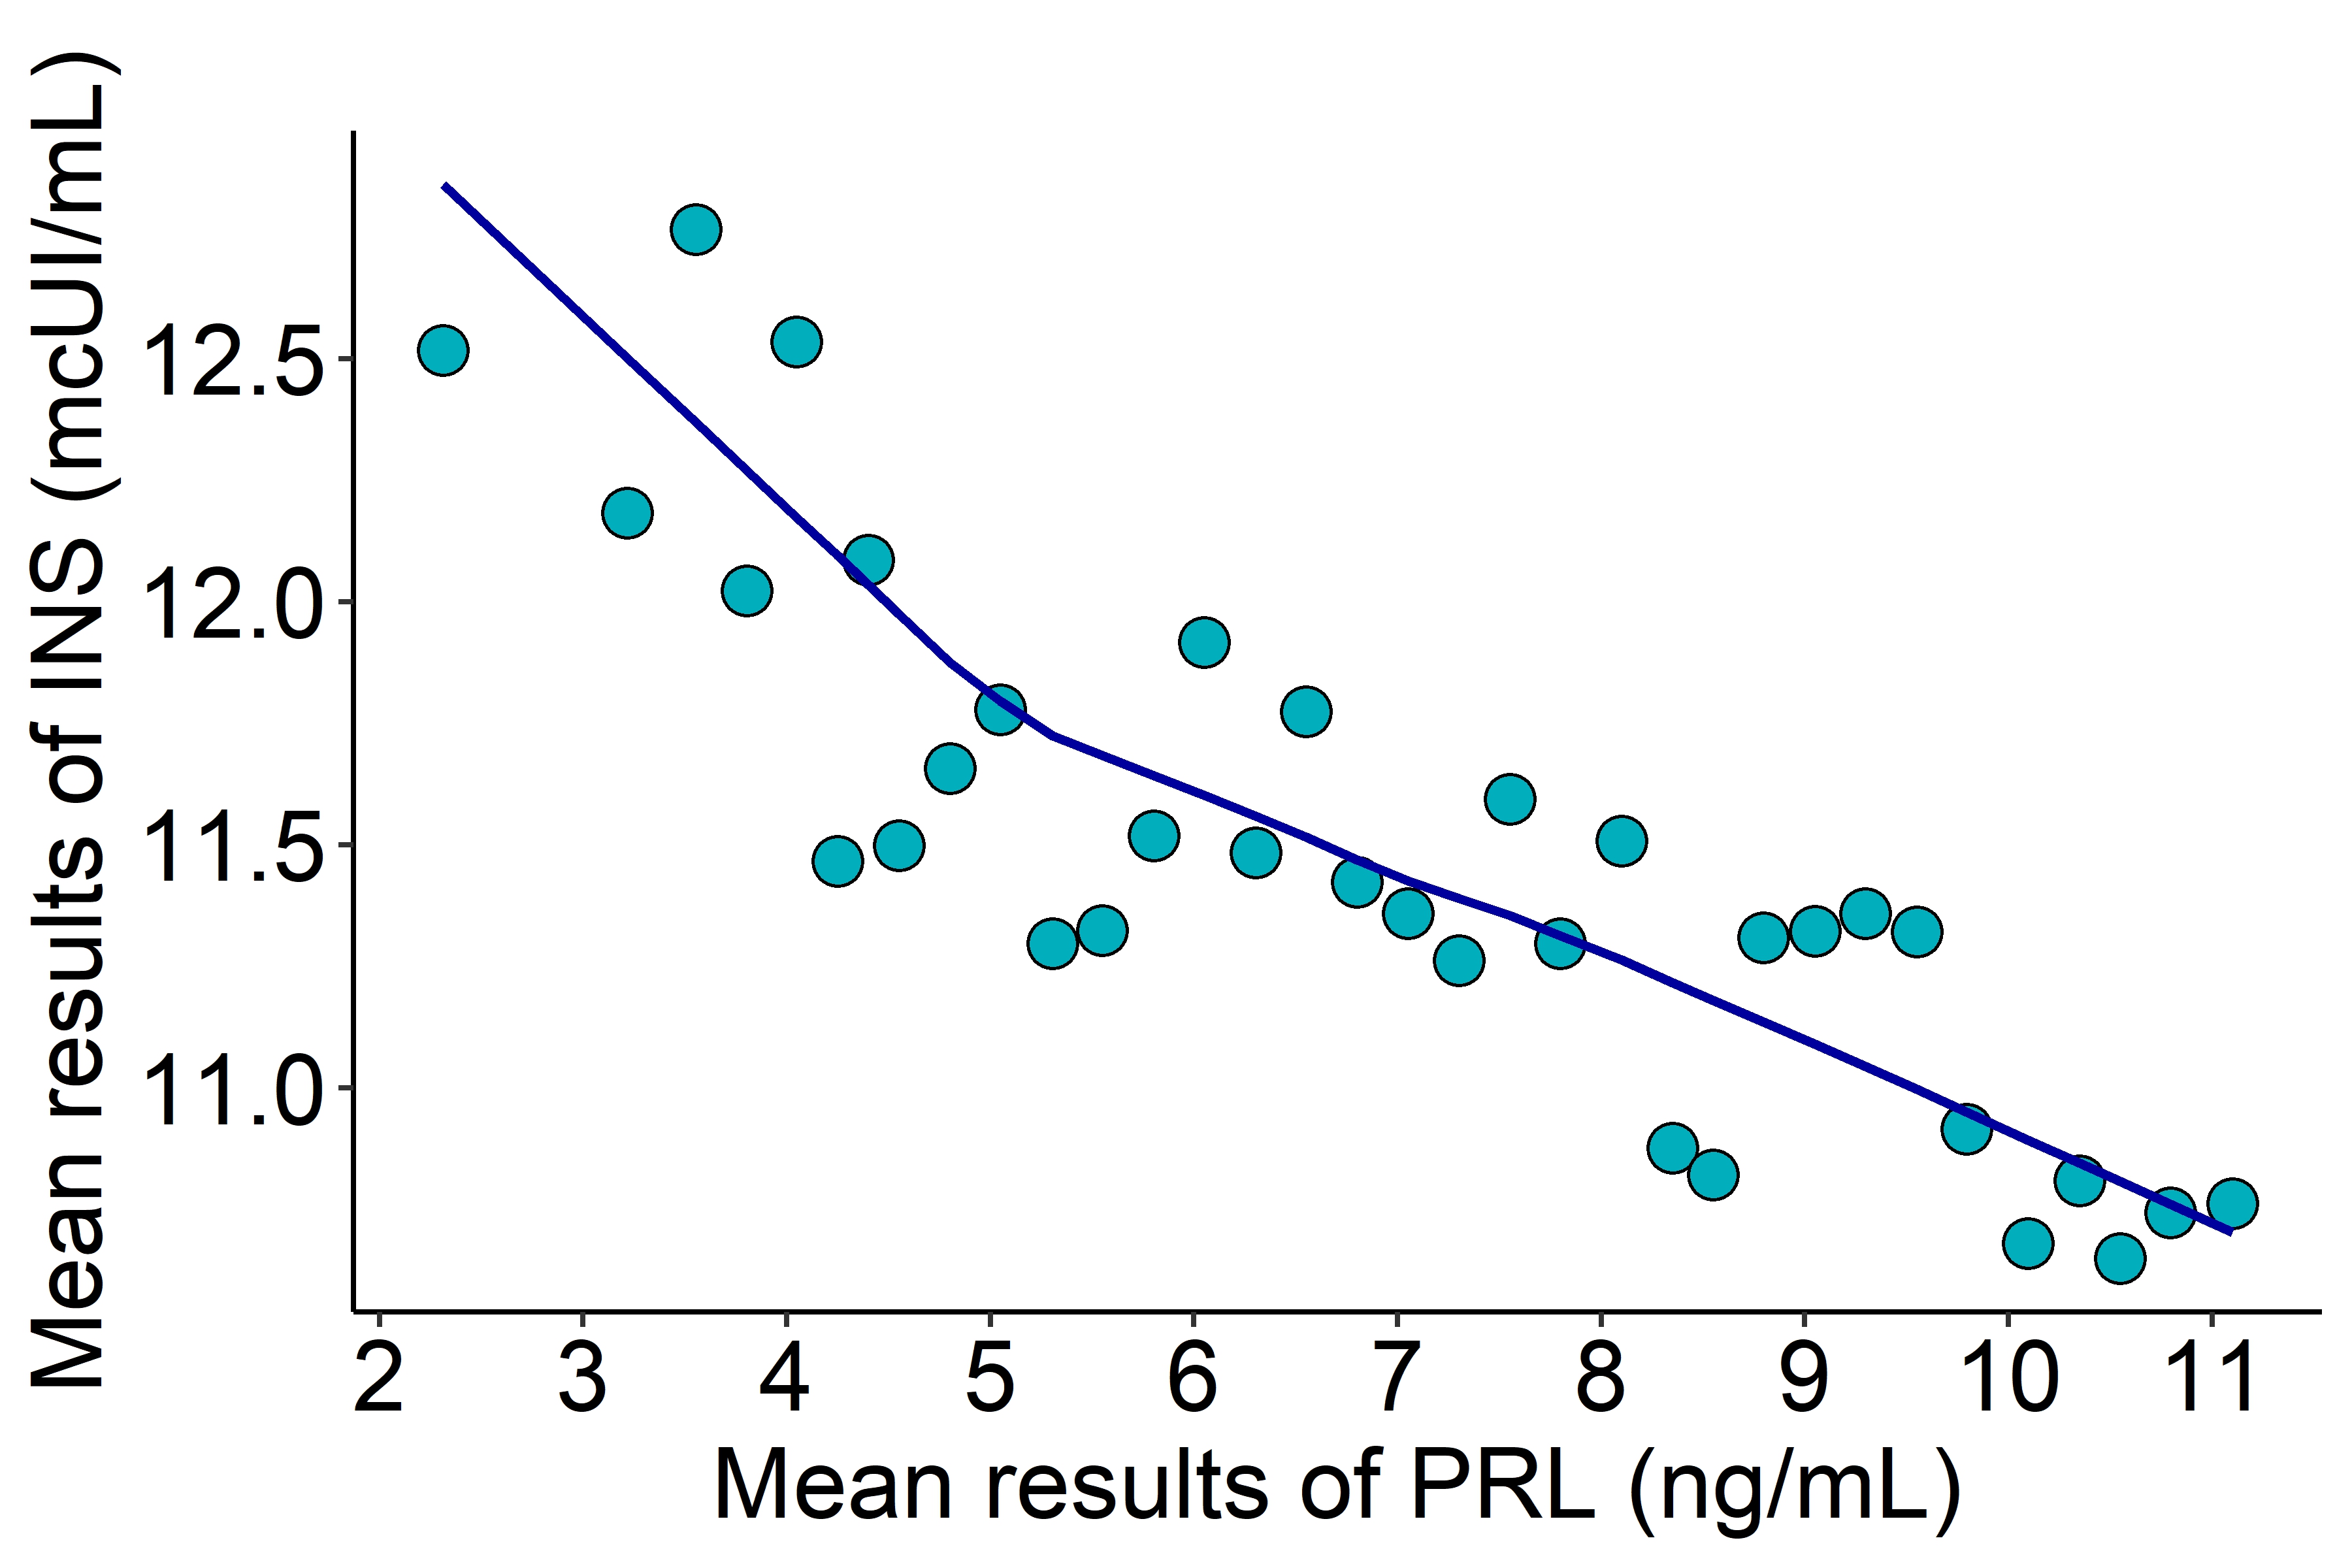 Mean results of INS (mcUI/mL)
12.5
12.0
11.5
11.0
2 3 4 5 6 7 8 9 10 11
Mean results of PRL (ng/mL)